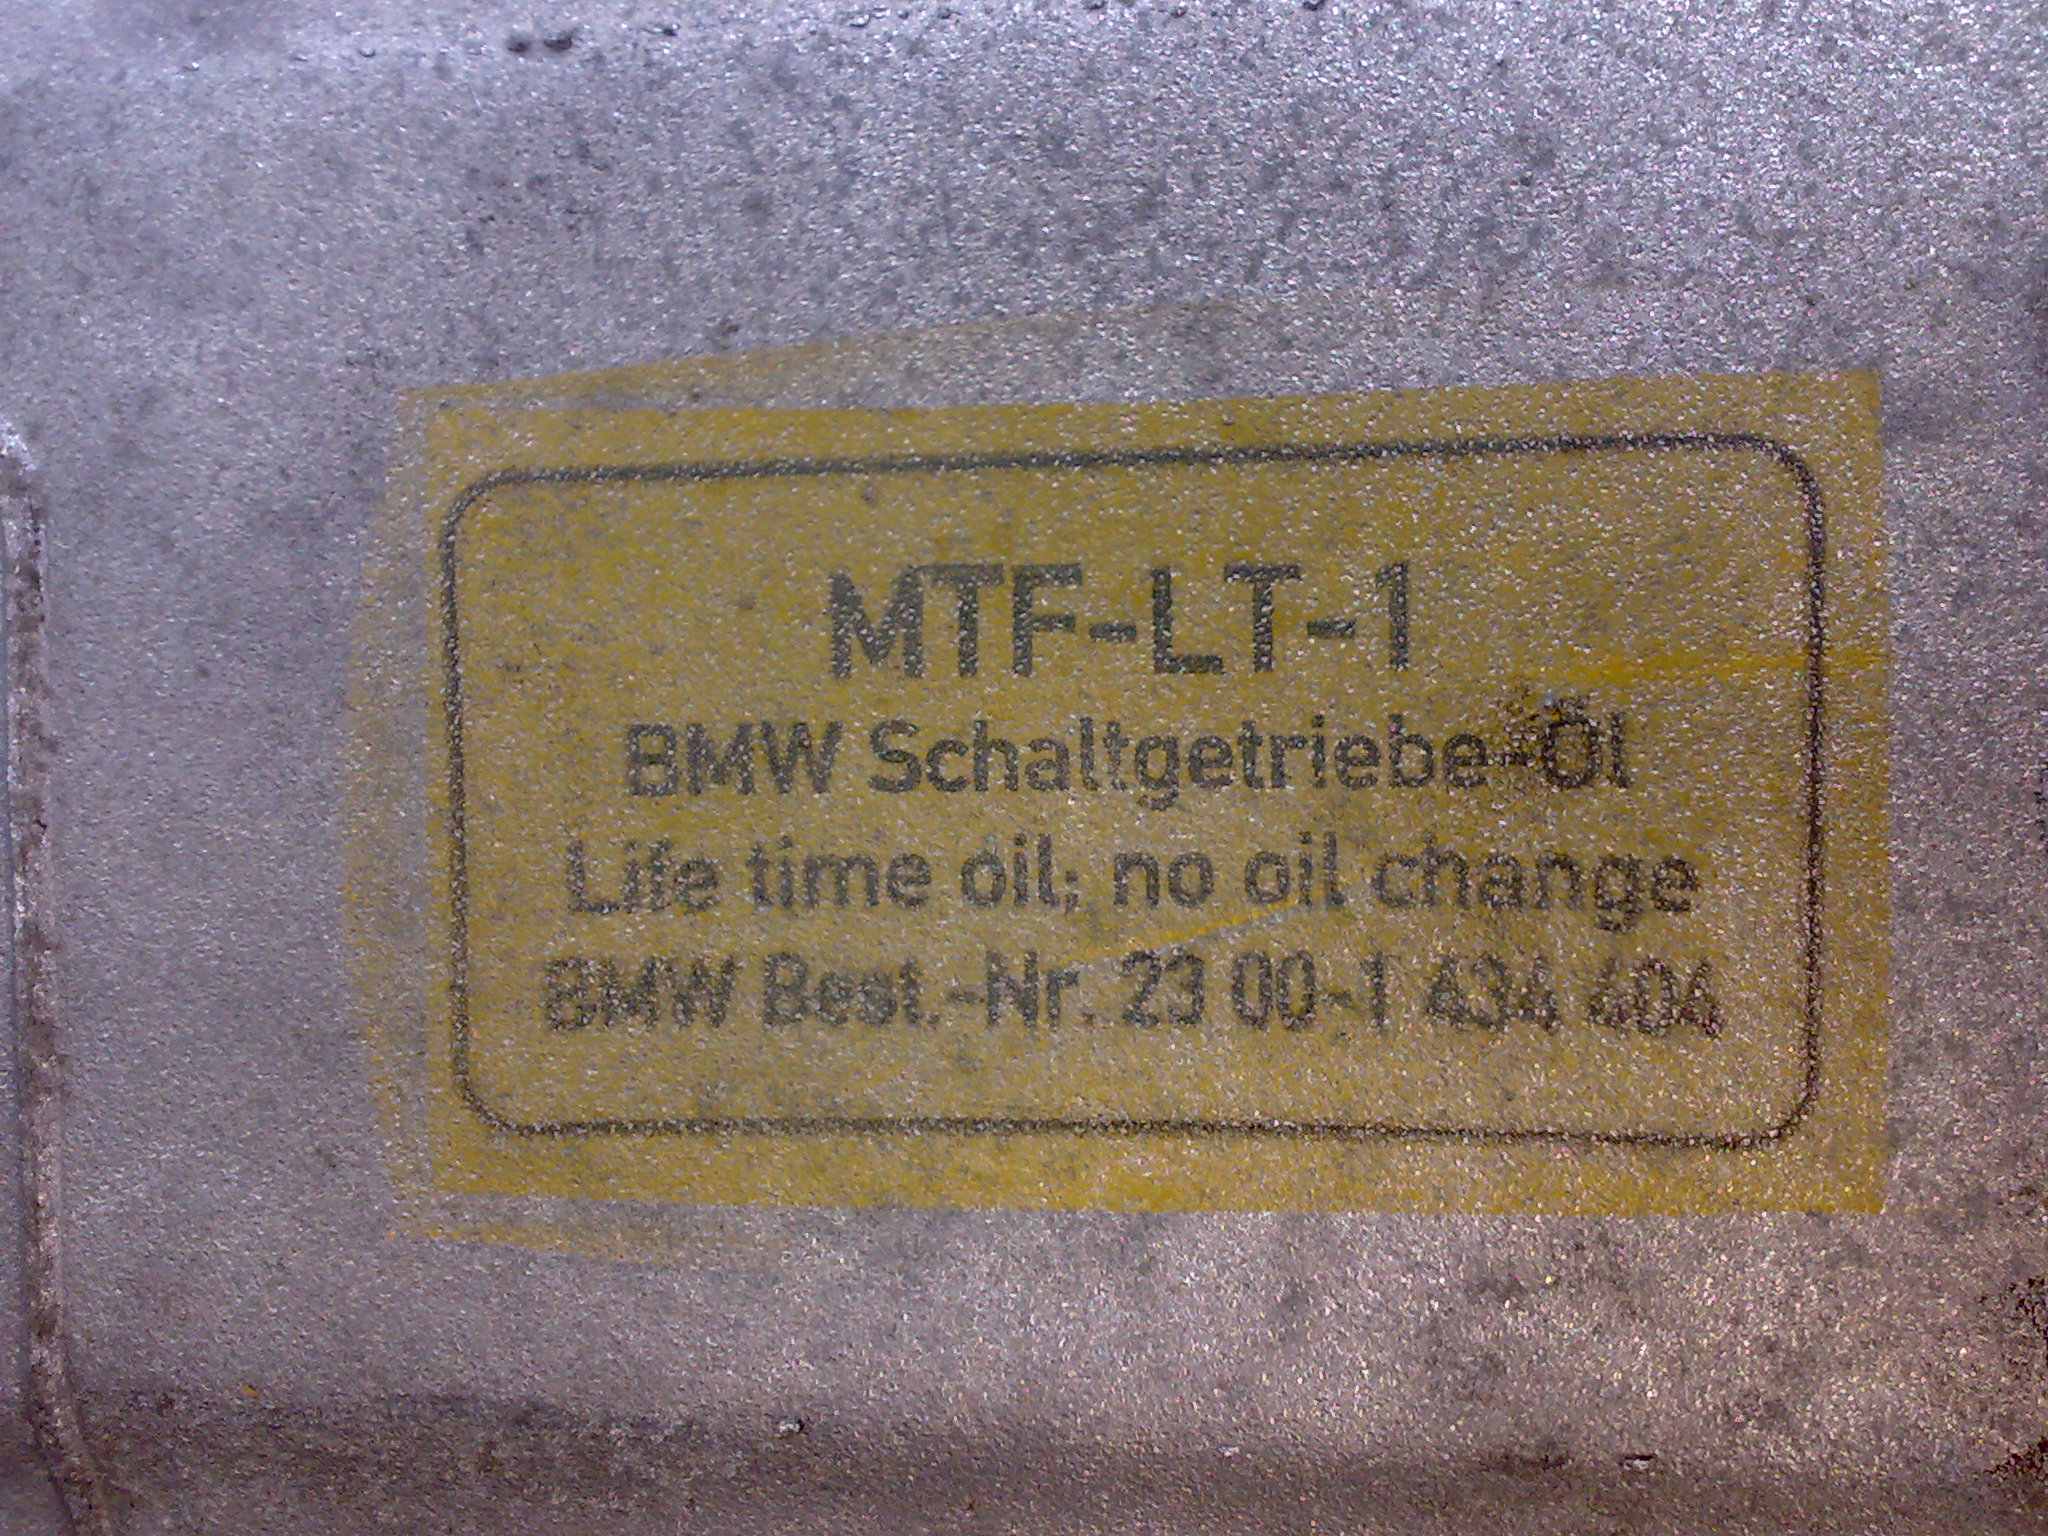 MTF-LT-1
BMW Schaltgetriebe-Öl
Life time oil; no oil change
BMW Best.-Nr. 23 00-1 434 404